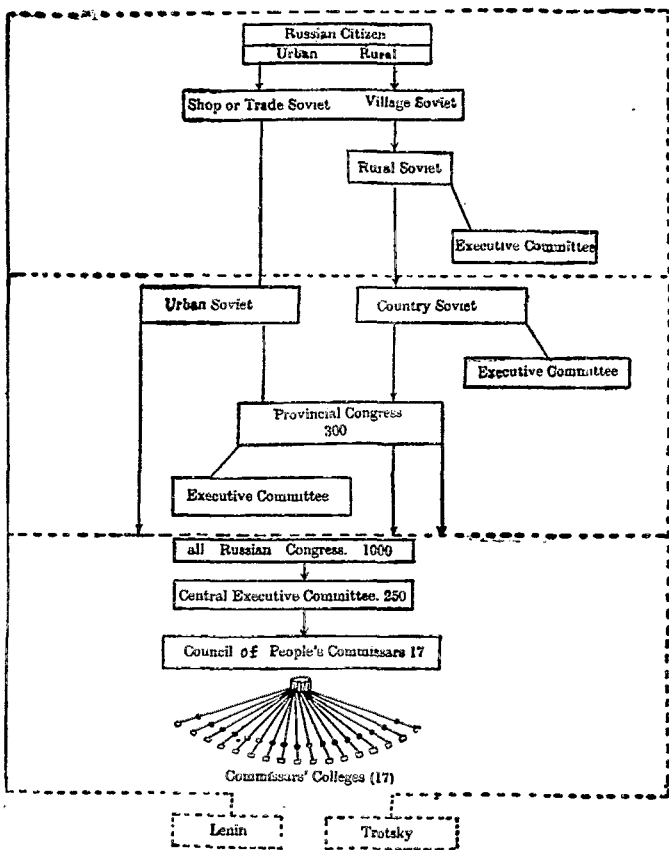 Russian Citizen
Urban Rural
Shop or Trade Soviet Village Soviet
Rural Soviet
Executive Committee
Urban Soviet
Country Soviet
Executive Committee
Provincial Congress
300
Executive Committee
all Russian Congress. 1000
Central Executive Committee. 250
Council of People's Commissars 17
Commissars' Colleges (17)
Lenin
Trotsky